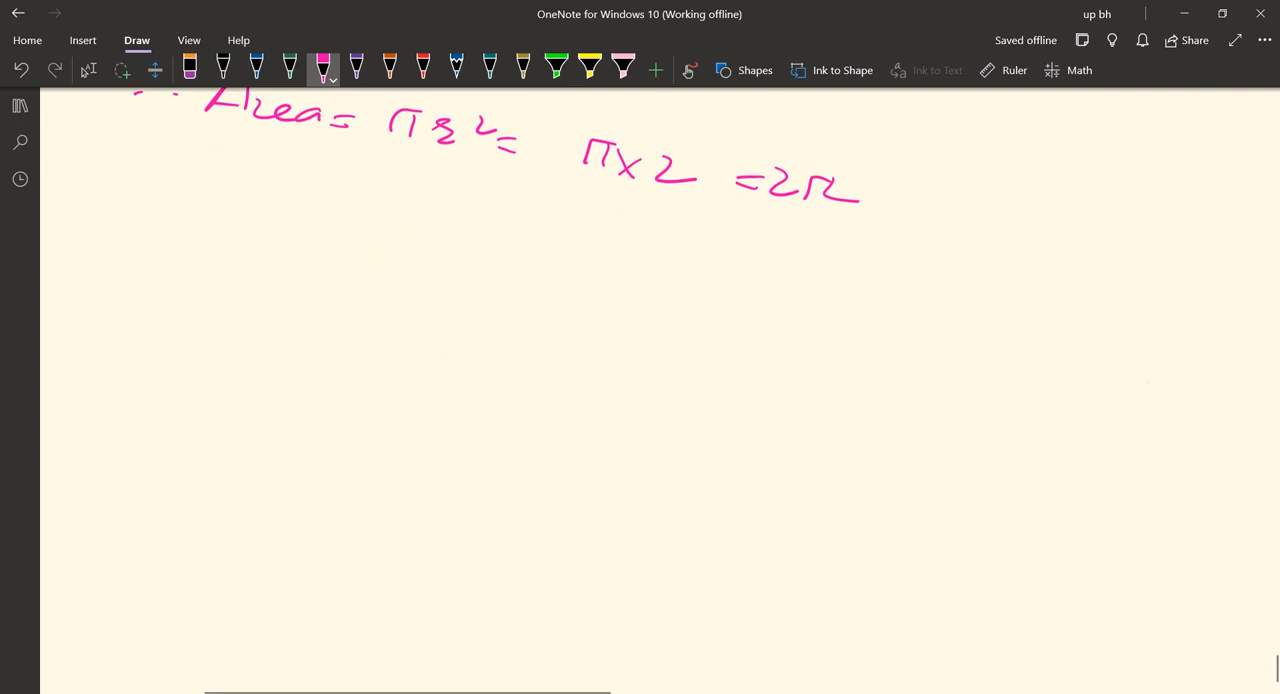 OneNote for Windows 10 (Working offline)
up bh
Home Insert Draw View Help
Saved offline
Share
Shapes
Ink to Shape
Ink to Text
Ruler
Math
∴ Area = πr² = π×2 = 2π